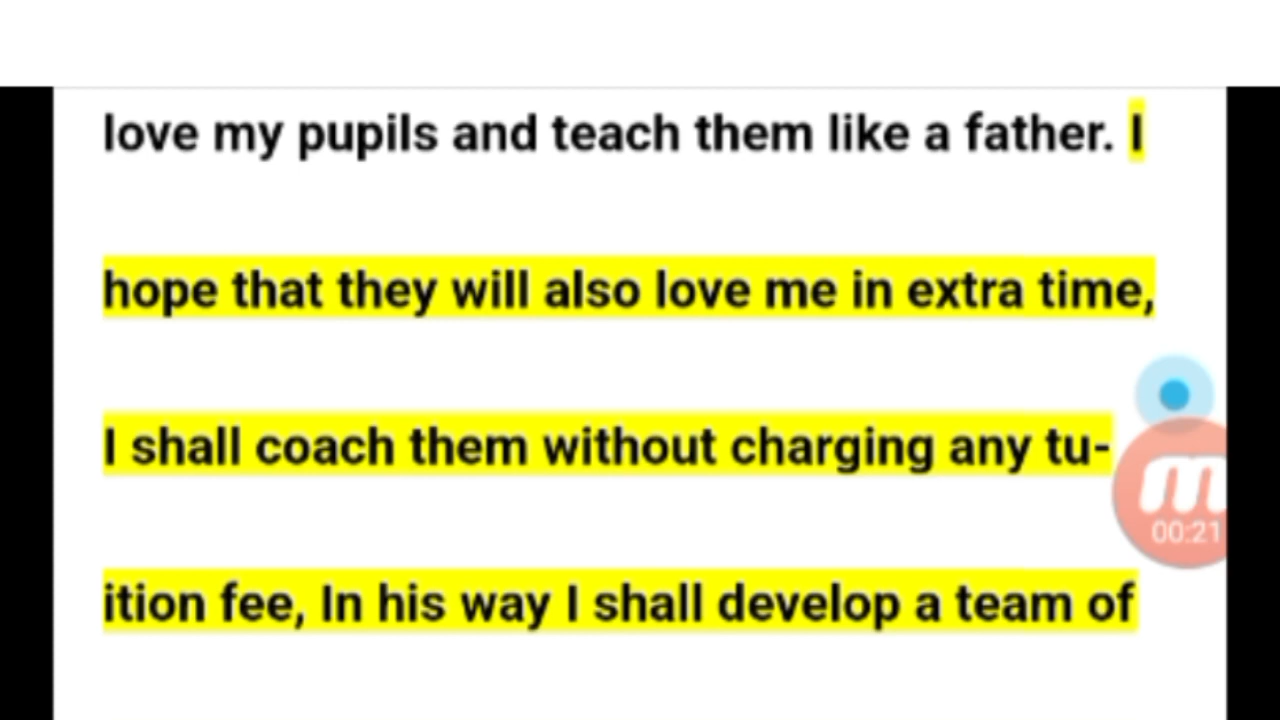 love my pupils and teach them like a father. I
hope that they will also love me in extra time,
I shall coach them without charging any tu-
ition fee, In his way I shall develop a team of
m
00:21